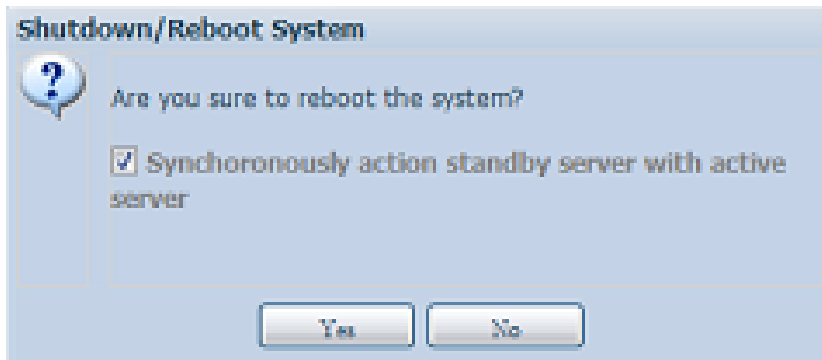 Shutdown/Reboot System
Are you sure to reboot the system?
Synchoronously action standby server with active
server
Yes
No